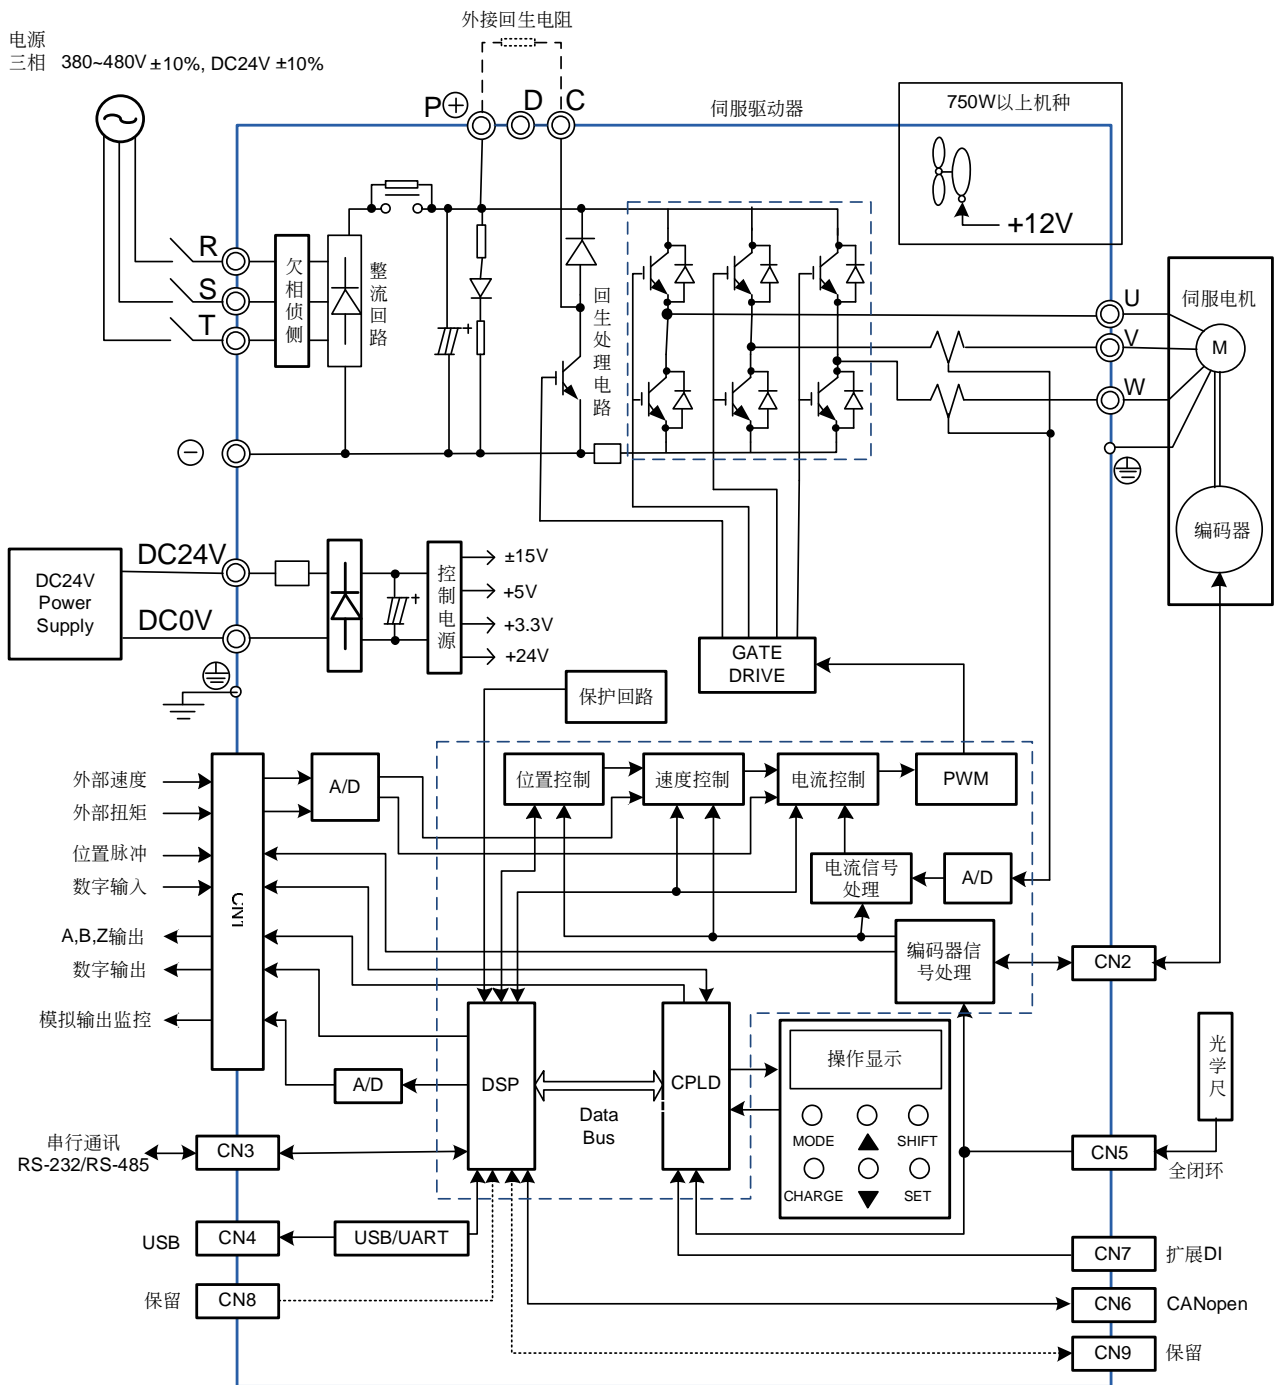 外接回生电阻
电源
三相 380~480V ±10%, DC24V ±10%
P
D
C
伺服驱动器
750W以上机种
+12V
R
S
T
欠相侦侧
整流回路
+
回生处理电路
U
V
W
伺服电机
M
编码器
DC24V
Power
Supply
DC24V
DC0V
+
控制电源
±15V
+5V
+3.3V
+24V
GATE
DRIVE
保护回路
外部速度
外部扭矩
位置脉冲
数字输入
A,B,Z输出
数字输出
模拟输出监控
CN1
A/D
位置控制
速度控制
电流控制
PWM
电流信号
处理
A/D
编码器信
号处理
CN2
DSP
Data
Bus
CPLD
A/D
操作显示
MODE
SHIFT
CHARGE
SET
光学尺
串行通讯
RS-232/RS-485
CN3
CN5
全闭环
USB
CN4
USB/UART
CN7
扩展DI
保留
CN8
CN6
CANopen
CN9
保留